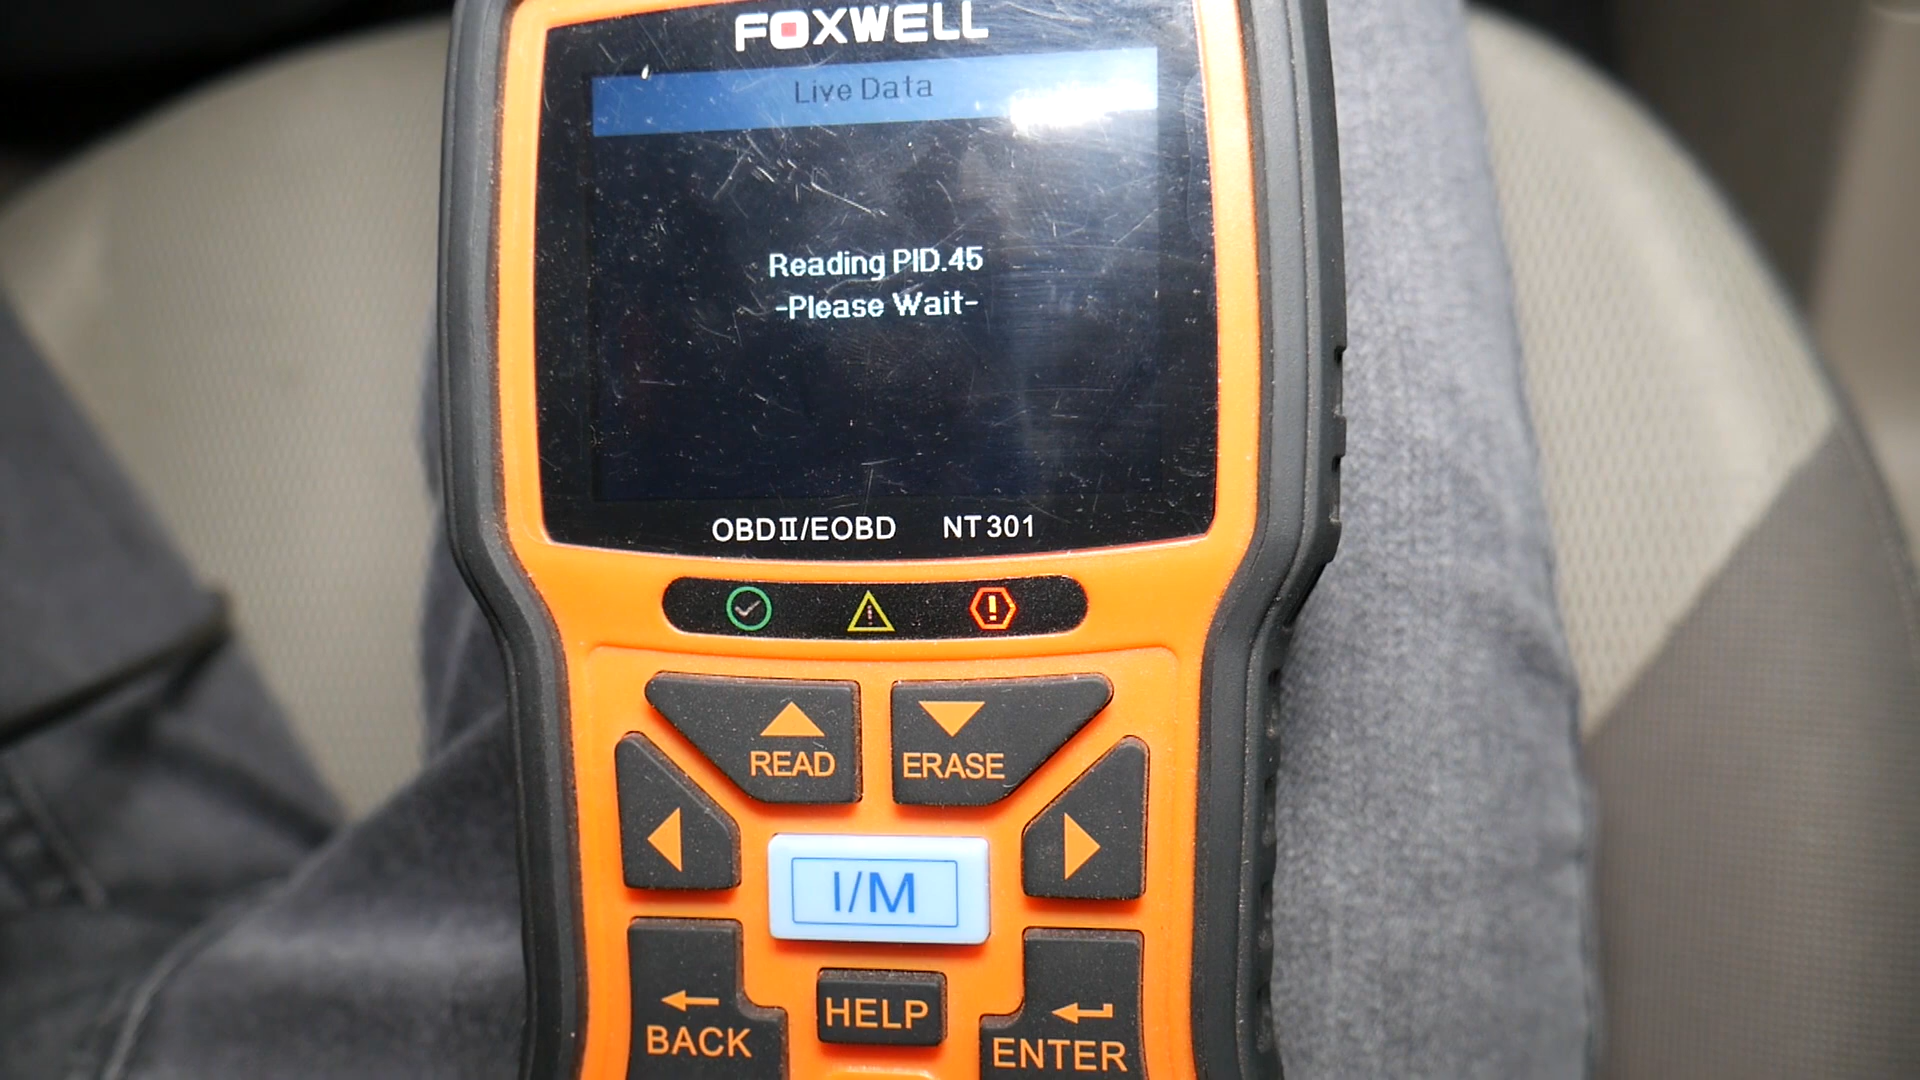 FOXWELL
Live Data
Reading PID.45
-Please Wait-
OBDII/EOBD NT301
READ ERASE
I/M
BACK HELP ENTER